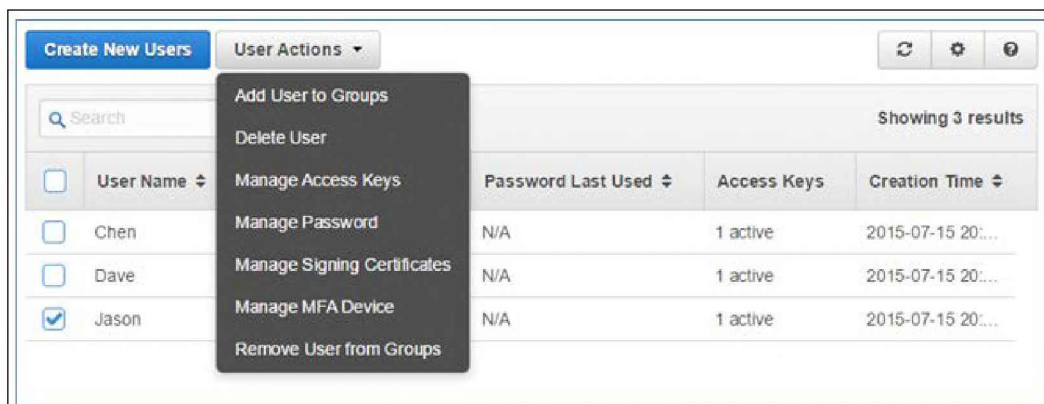 Create New Users
User Actions
Add User to Groups
Delete User
Manage Access Keys
Manage Password
Manage Signing Certificates
Manage MFA Device
Remove User from Groups
Search
Showing 3 results
User Name Password Last Used Access Keys Creation Time
Chen N/A 1 active 2015-07-15 20:...
Dave N/A 1 active 2015-07-15 20:...
Jason N/A 1 active 2015-07-15 20:...